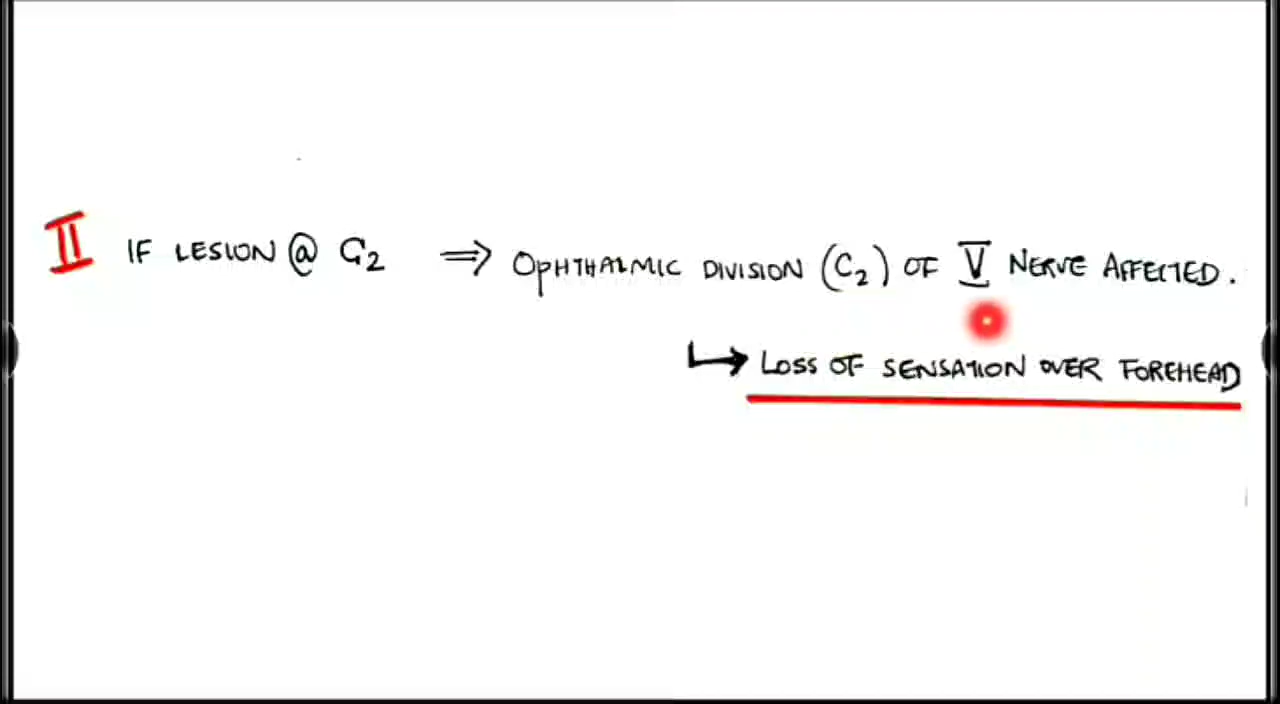 II IF LESION @ C2 ⇒ OPHTHALMIC DIVISION (C2) OF V NERVE AFFECTED.
↳ LOSS OF SENSATION OVER FOREHEAD